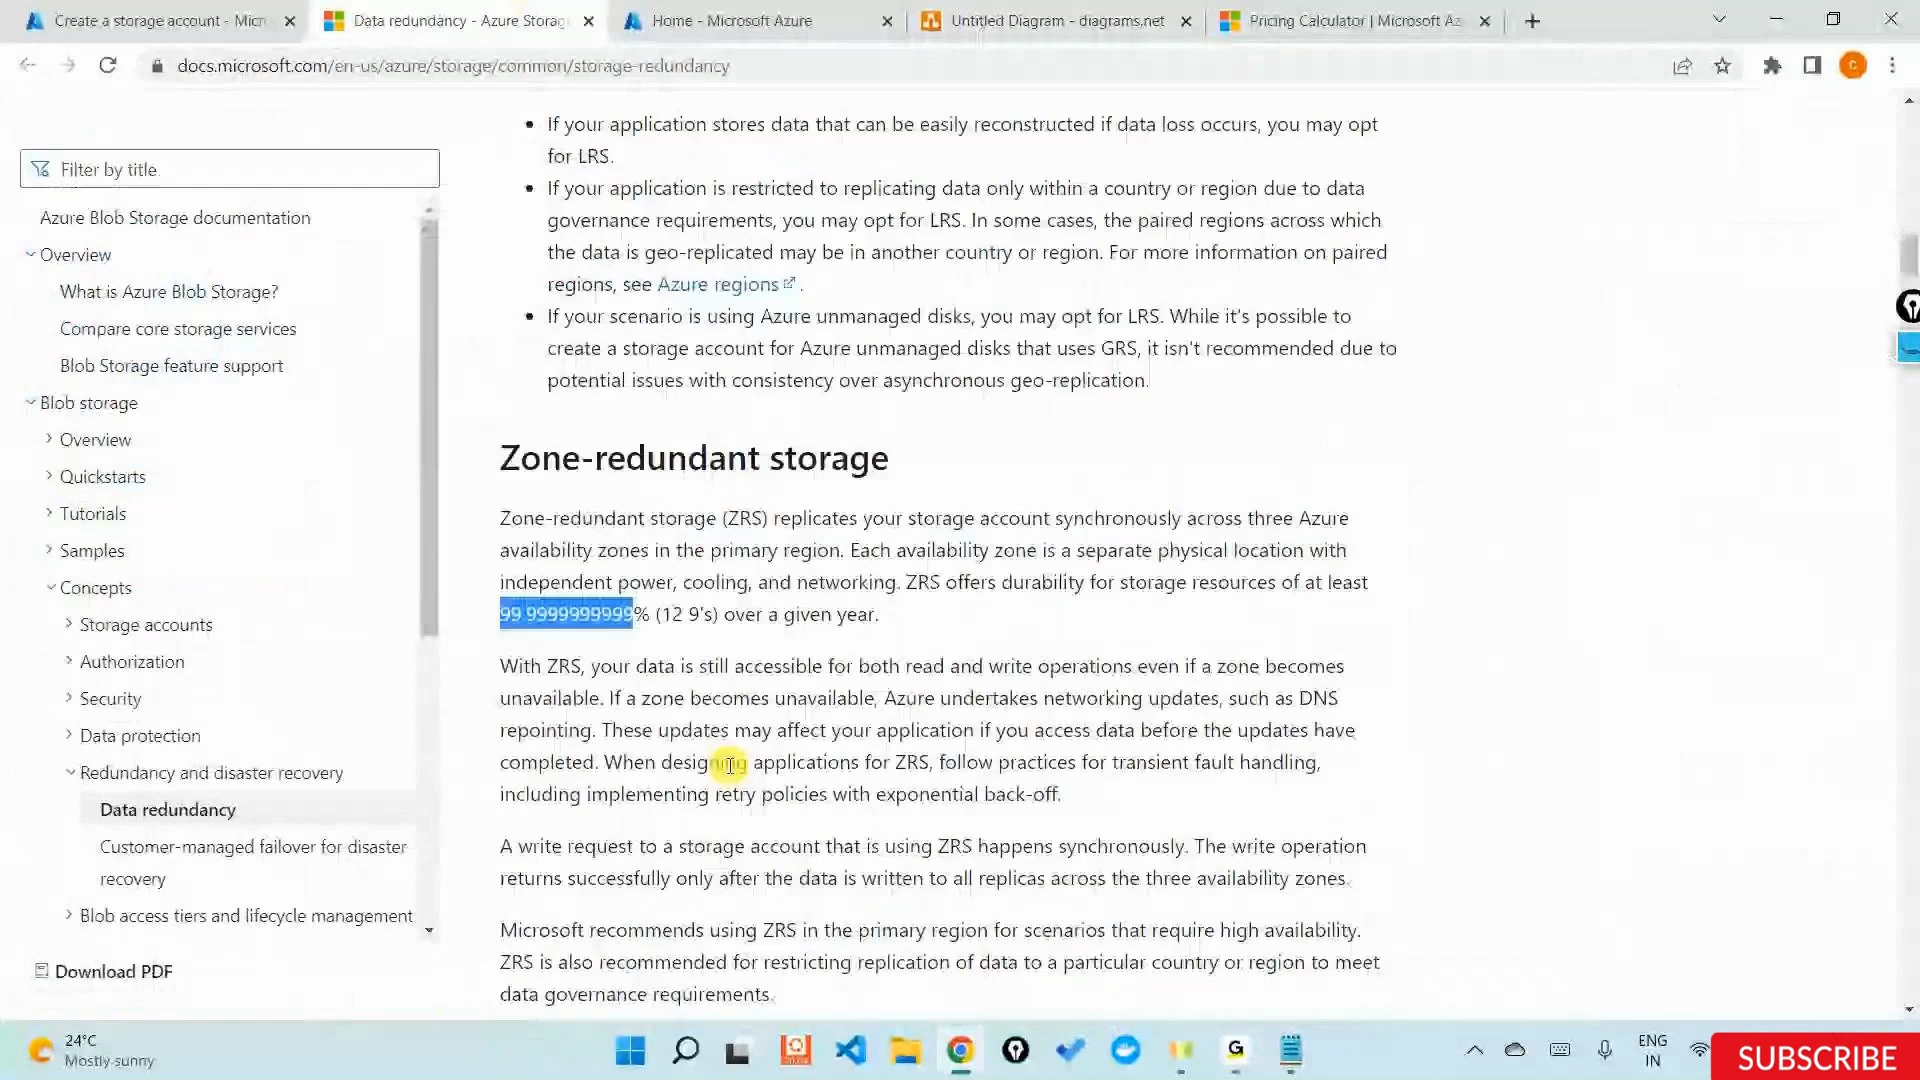 Create a storage account - Micr
Data redundancy - Azure Storag
Home - Microsoft Azure
Untitled Diagram - diagrams.net
Pricing Calculator | Microsoft Az
docs.microsoft.com/en-us/azure/storage/common/storage-redundancy
C
Filter by title
Azure Blob Storage documentation
Overview
What is Azure Blob Storage?
Compare core storage services
Blob Storage feature support
Blob storage
Overview
Quickstarts
Tutorials
Samples
Concepts
Storage accounts
Authorization
Security
Data protection
Redundancy and disaster recovery
Data redundancy
Customer-managed failover for disaster
recovery
Blob access tiers and lifecycle management
Download PDF
If your application stores data that can be easily reconstructed if data loss occurs, you may opt
for LRS.
If your application is restricted to replicating data only within a country or region due to data
governance requirements, you may opt for LRS. In some cases, the paired regions across which
the data is geo-replicated may be in another country or region. For more information on paired
regions, see Azure regions .
If your scenario is using Azure unmanaged disks, you may opt for LRS. While it's possible to
create a storage account for Azure unmanaged disks that uses GRS, it isn't recommended due to
potential issues with consistency over asynchronous geo-replication.
Zone-redundant storage
Zone-redundant storage (ZRS) replicates your storage account synchronously across three Azure
availability zones in the primary region. Each availability zone is a separate physical location with
independent power, cooling, and networking. ZRS offers durability for storage resources of at least
99.9999999999% (12 9's) over a given year.
With ZRS, your data is still accessible for both read and write operations even if a zone becomes
unavailable. If a zone becomes unavailable, Azure undertakes networking updates, such as DNS
repointing. These updates may affect your application if you access data before the updates have
completed. When designing applications for ZRS, follow practices for transient fault handling,
including implementing retry policies with exponential back-off.
A write request to a storage account that is using ZRS happens synchronously. The write operation
returns successfully only after the data is written to all replicas across the three availability zones.
Microsoft recommends using ZRS in the primary region for scenarios that require high availability.
ZRS is also recommended for restricting replication of data to a particular country or region to meet
data governance requirements.
24°C
Mostly sunny
G
ENG
IN
SUBSCRIBE